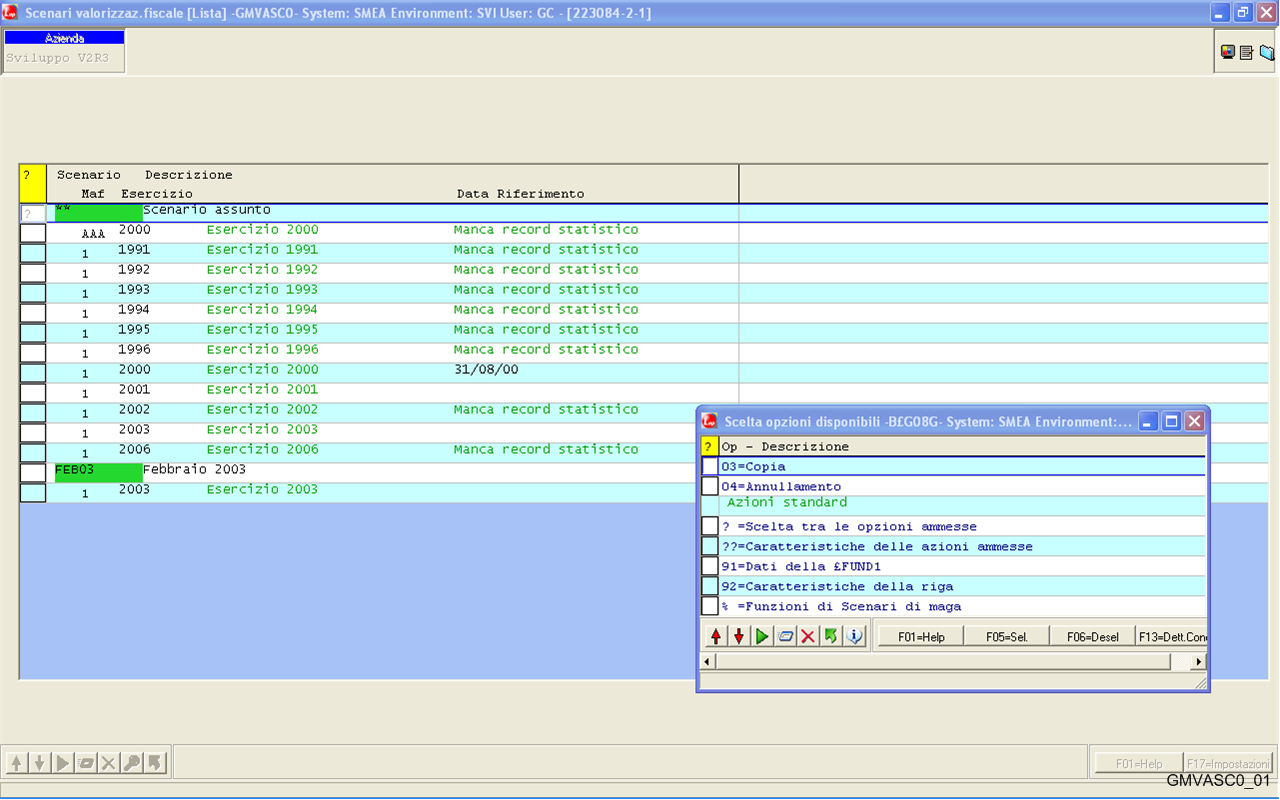 Scenari valorizzaz.fiscale [Lista] -GMVASC0- System: SMEA Environment: SVI User: GC - [223084-2-1]
Azienda
Sviluppo V2R3
? Scenario Descrizione
Maf Esercizio Data Riferimento
? ** Scenario assunto
AAA 2000 Esercizio 2000 Manca record statistico
1 1991 Esercizio 1991 Manca record statistico
1 1992 Esercizio 1992 Manca record statistico
1 1993 Esercizio 1993 Manca record statistico
1 1994 Esercizio 1994 Manca record statistico
1 1995 Esercizio 1995 Manca record statistico
1 1996 Esercizio 1996 Manca record statistico
1 2000 Esercizio 2000 31/08/00
1 2001 Esercizio 2001
1 2002 Esercizio 2002 Manca record statistico
1 2003 Esercizio 2003
1 2006 Esercizio 2006 Manca record statistico
FEB03 Febbraio 2003
1 2003 Esercizio 2003
Scelta opzioni disponibili -B£G08G- System: SMEA Environment:...
? Op - Descrizione
03=Copia
04=Annullamento
Azioni standard
? =Scelta tra le opzioni ammesse
??=Caratteristiche delle azioni ammesse
91=Dati della £FUND1
92=Caratteristiche della riga
% =Funzioni di Scenari di maga
F01=Help F05=Sel. F06=Desel F13=Dett.Con
F01=Help F17=Impostazioni
GMVASC0_01